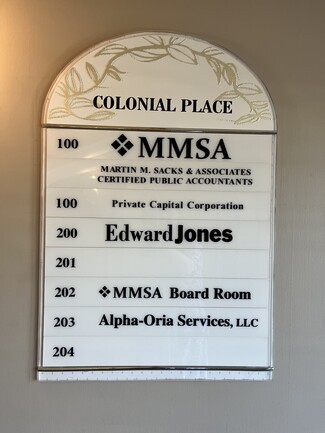 COLONIAL PLACE
100 MMSA
MARTIN M. SACKS & ASSOCIATES
CERTIFIED PUBLIC ACCOUNTANTS
100 Private Capital Corporation
200 Edward Jones
201
202 MMSA Board Room
203 Alpha-Oria Services, LLC
204